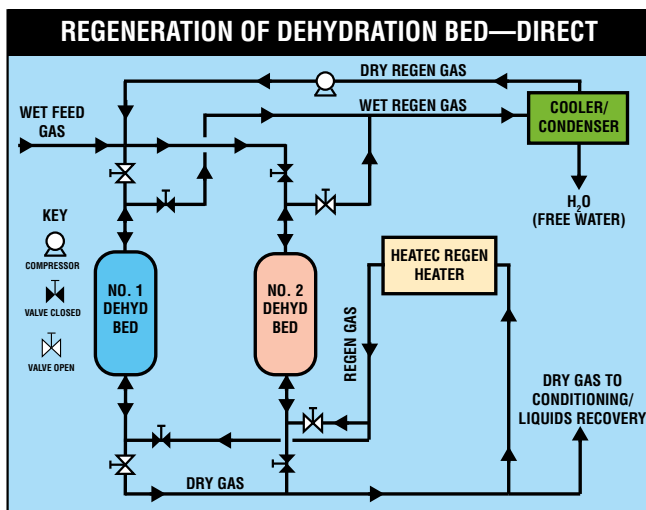 REGENERATION OF DEHYDRATION BED—DIRECT
DRY REGEN GAS
WET REGEN GAS
WET FEED
GAS
COOLER/
CONDENSER
H₂O
(FREE WATER)
KEY
COMPRESSOR
VALVE CLOSED
VALVE OPEN
NO. 1
DEHYD
BED
NO. 2
DEHYD
BED
HEATEC REGEN
HEATER
REGEN GAS
DRY GAS TO
CONDITIONING/
LIQUIDS RECOVERY
DRY GAS